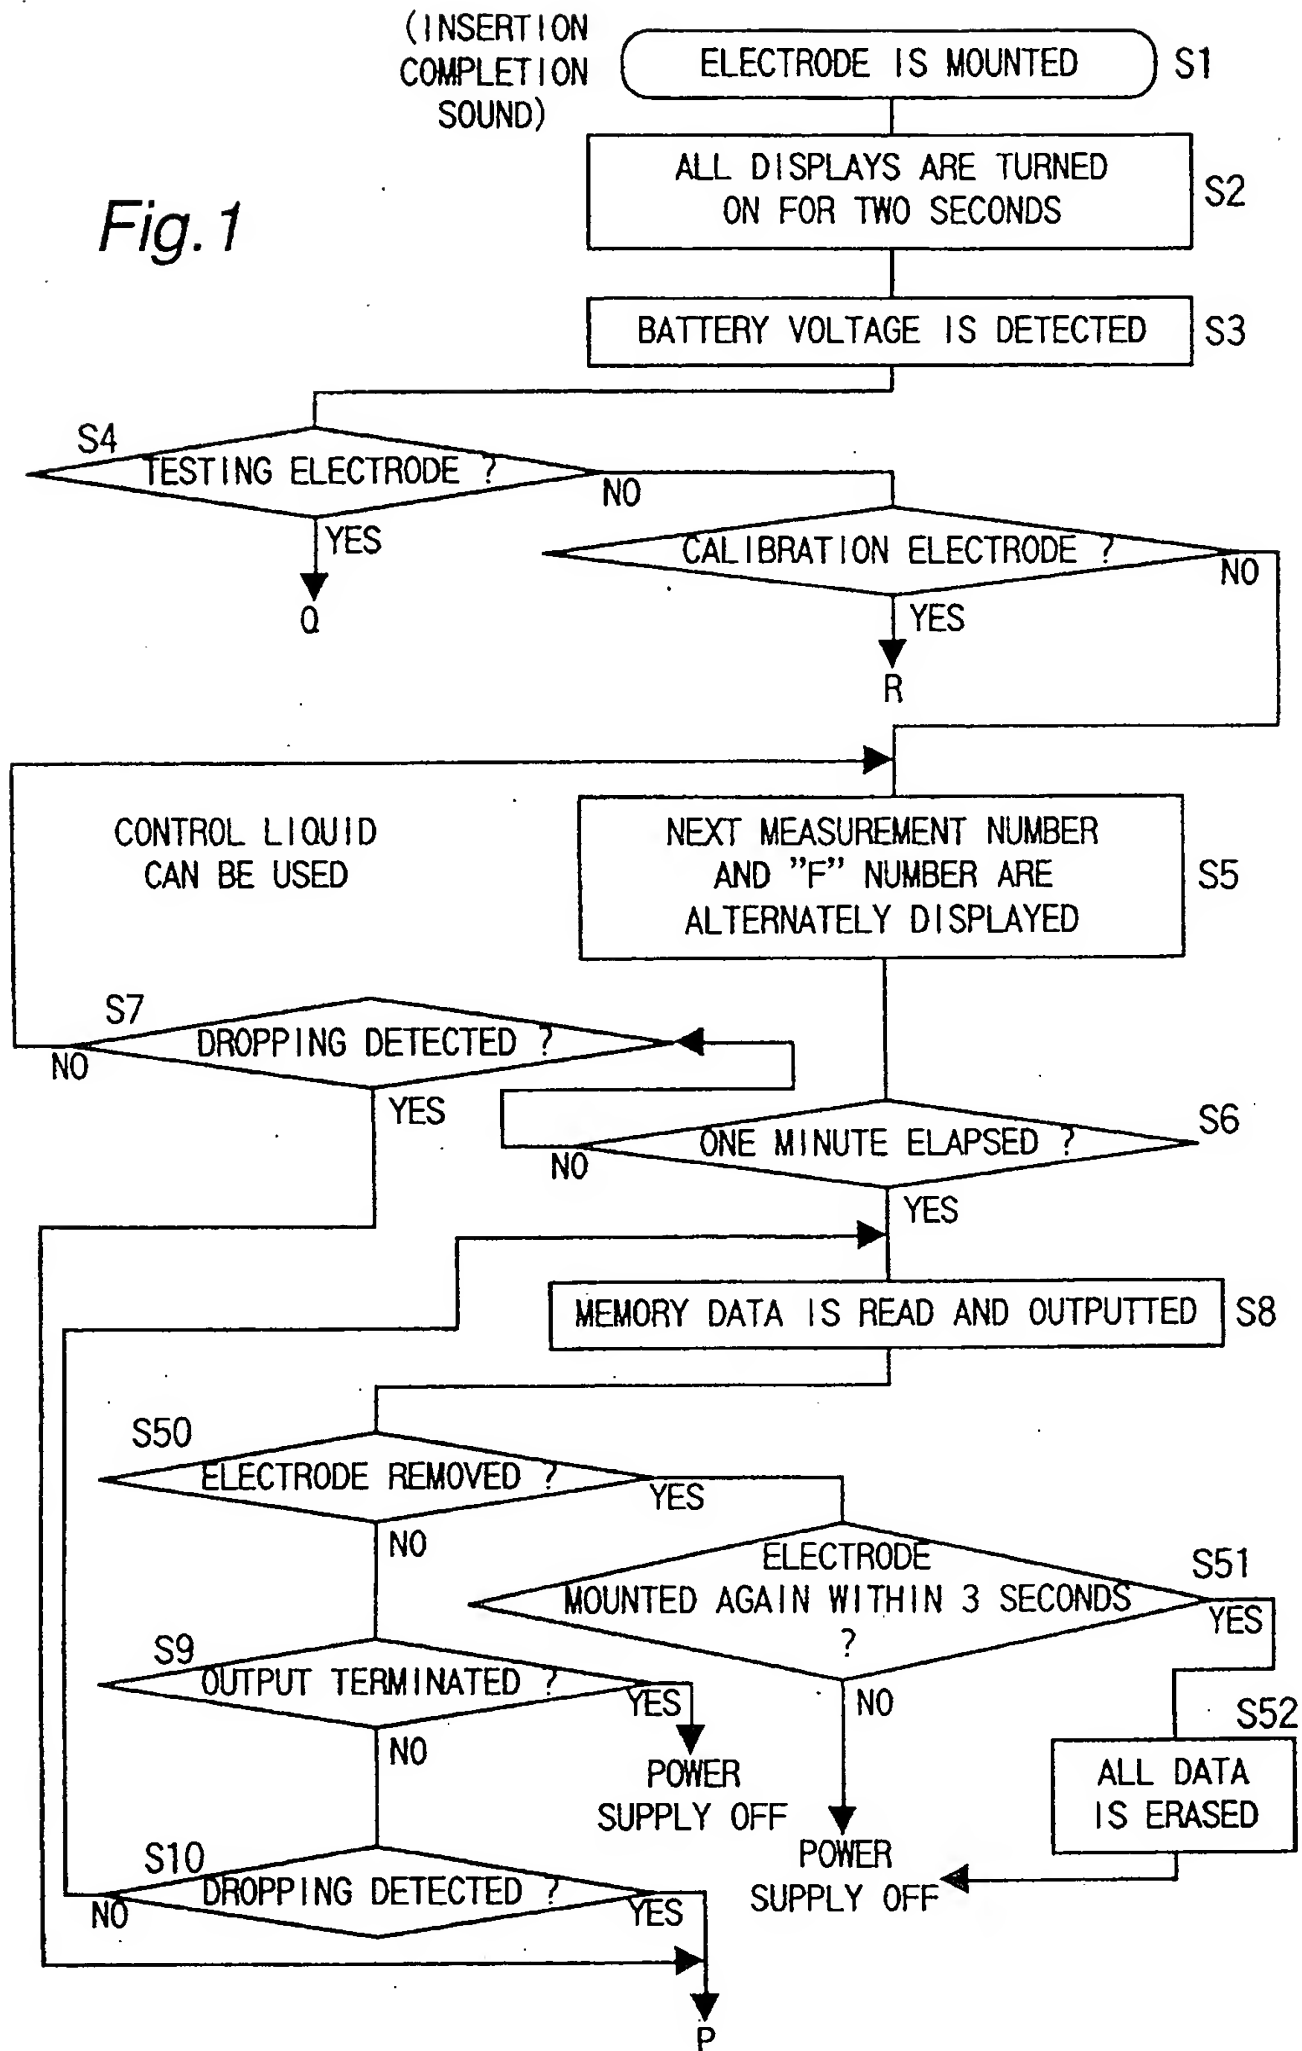 (INSERTION
COMPLETION
SOUND)
ELECTRODE IS MOUNTED
S1
ALL DISPLAYS ARE TURNED
ON FOR TWO SECONDS
S2
Fig.1
BATTERY VOLTAGE IS DETECTED
S3
S4
TESTING ELECTRODE ?
NO
YES
Q
CALIBRATION ELECTRODE ?
NO
YES
R
CONTROL LIQUID
CAN BE USED
NEXT MEASUREMENT NUMBER
AND ”F” NUMBER ARE
ALTERNATELY DISPLAYED
S5
S7
DROPPING DETECTED ?
NO
YES
ONE MINUTE ELAPSED ?
S6
NO
YES
MEMORY DATA IS READ AND OUTPUTTED
S8
S50
ELECTRODE REMOVED ?
YES
NO
ELECTRODE
MOUNTED AGAIN WITHIN 3 SECONDS
?
S51
YES
NO
S9
OUTPUT TERMINATED ?
YES
NO
POWER
SUPPLY OFF
S52
ALL DATA
IS ERASED
POWER
SUPPLY OFF
S10
DROPPING DETECTED ?
NO
YES
P